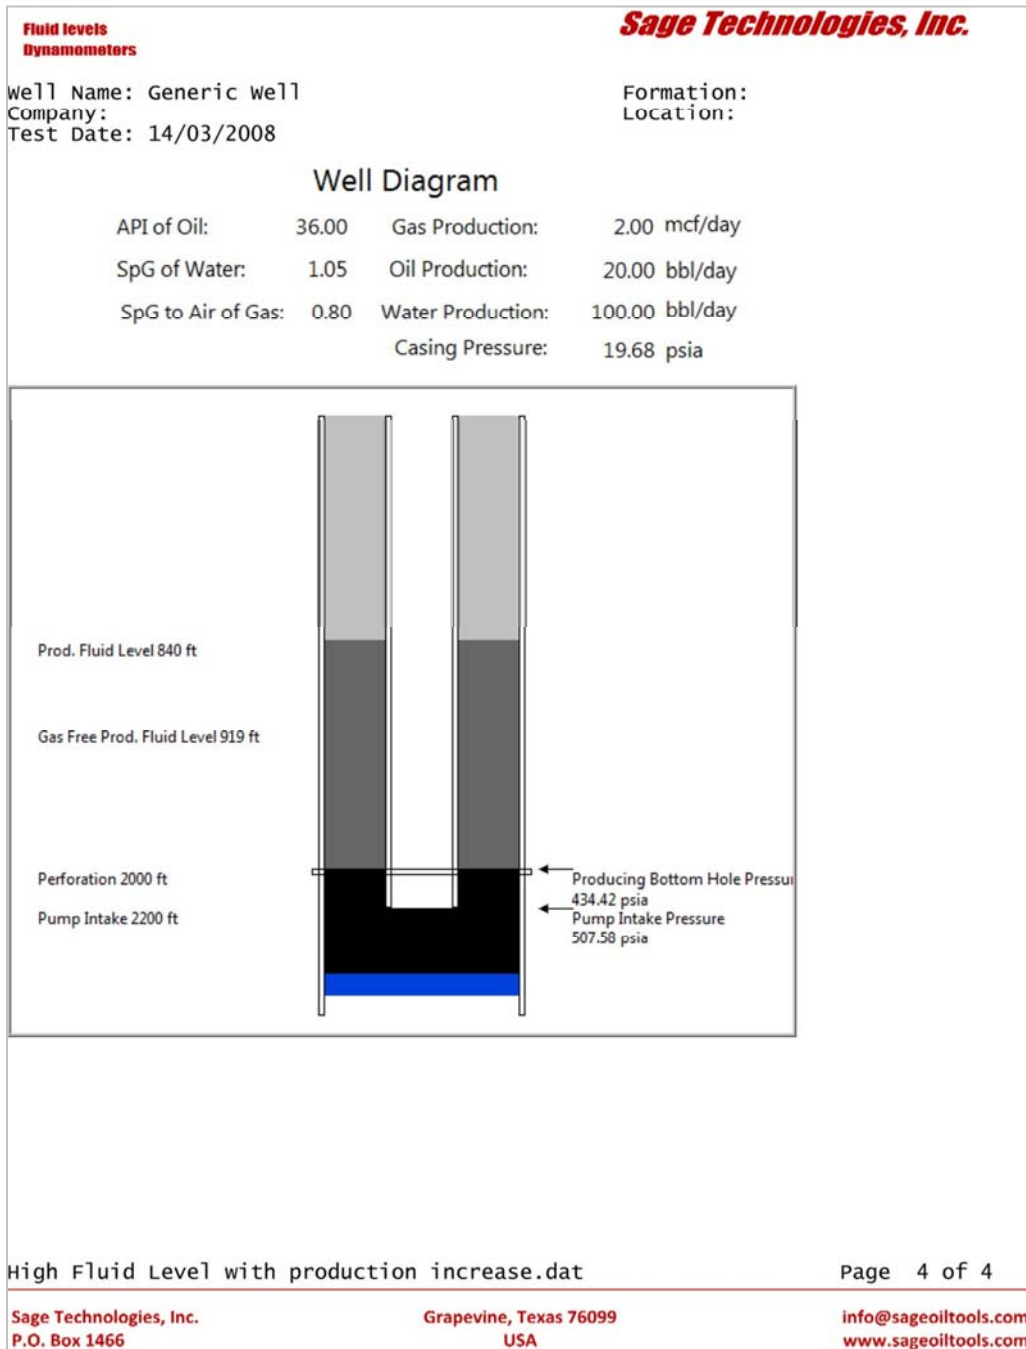 Fluid levels
Dynamometers
Sage Technologies, Inc.
Well Name: Generic Well
Formation:
Company:
Location:
Test Date: 14/03/2008
Well Diagram
API of Oil: 36.00 Gas Production: 2.00 mcf/day
SpG of Water: 1.05 Oil Production: 20.00 bbl/day
SpG to Air of Gas: 0.80 Water Production: 100.00 bbl/day
Casing Pressure: 19.68 psia
Prod. Fluid Level 840 ft
Gas Free Prod. Fluid Level 919 ft
Perforation 2000 ft
Pump Intake 2200 ft
Producing Bottom Hole Pressu
434.42 psia
Pump Intake Pressure
507.58 psia
High Fluid Level with production increase.dat Page 4 of 4
Sage Technologies, Inc. Grapevine, Texas 76099 info@sageoiltools.com
P.O. Box 1466 USA www.sageoiltools.com